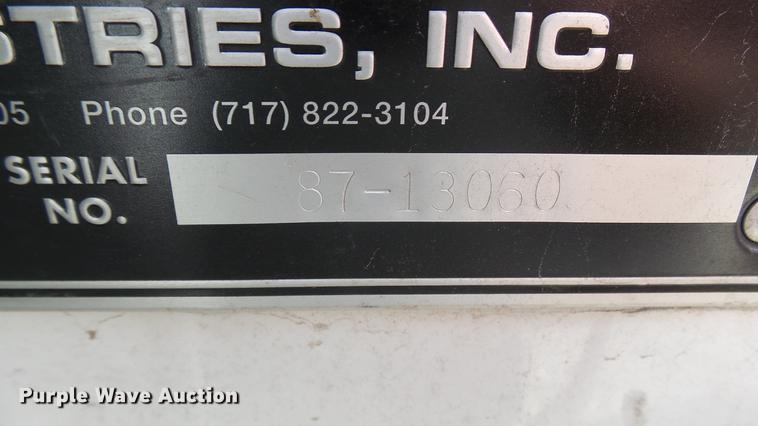 STRIES, INC.
05 Phone (717) 822-3104
SERIAL NO. 87-13060
Purple Wave Auction